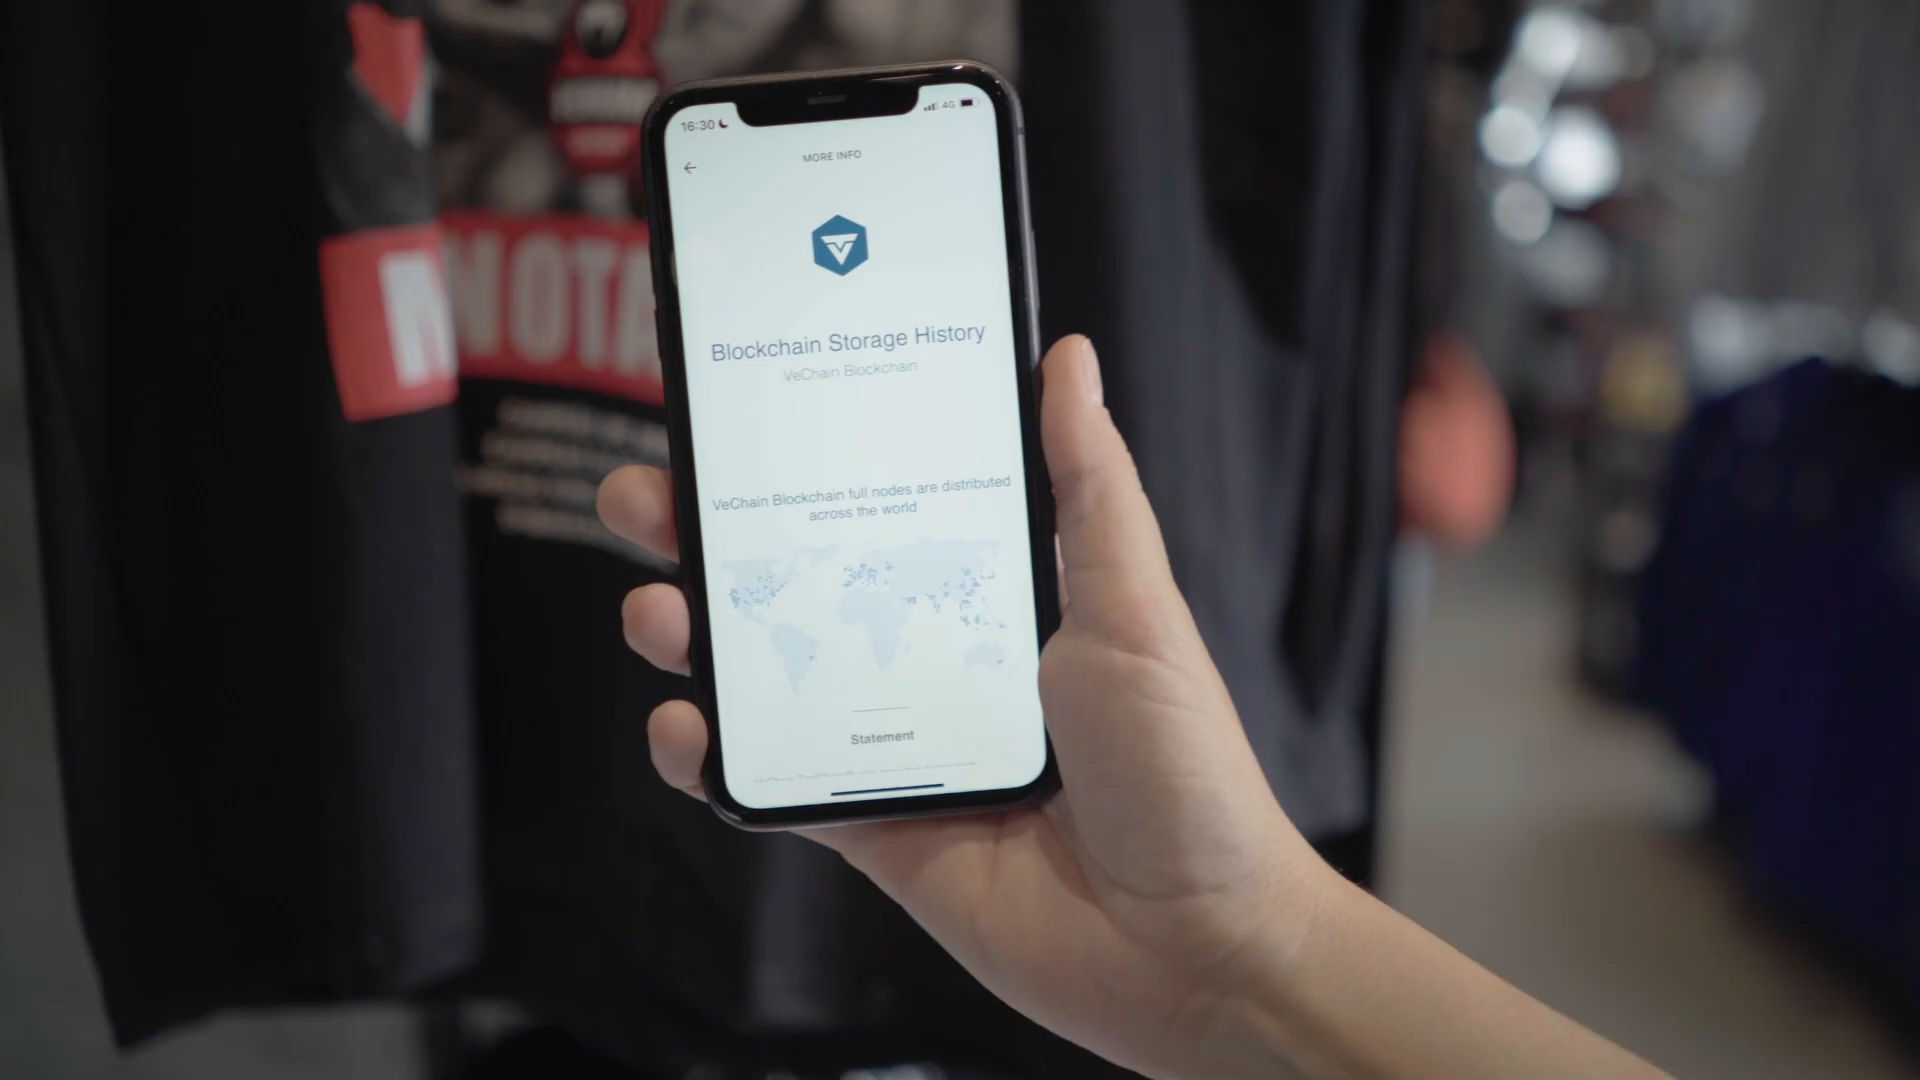 16:30
4G
MORE INFO
Blockchain Storage History
VeChain Blockchain
VeChain Blockchain full nodes are distributed
across the world
Statement